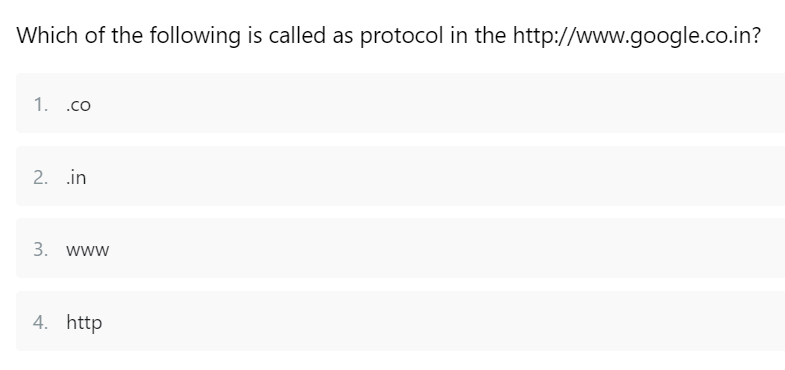 Which of the following is called as protocol in the http://www.google.co.in?
1. .co
2. .in
3. www
4. http